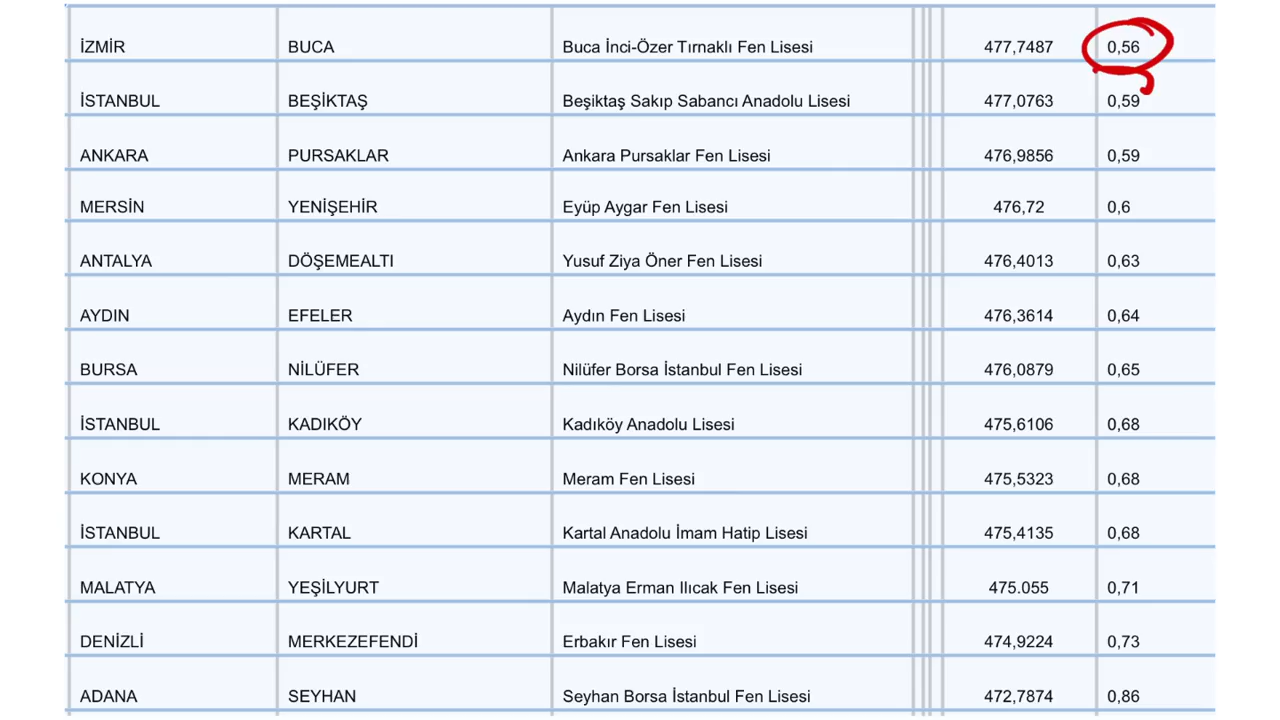 İZMİR BUCA Buca İnci-Özer Tırnaklı Fen Lisesi 477,7487 0,56
İSTANBUL BEŞİKTAŞ Beşiktaş Sakıp Sabancı Anadolu Lisesi 477,0763 0,59
ANKARA PURSAKLAR Ankara Pursaklar Fen Lisesi 476,9856 0,59
MERSİN YENİŞEHİR Eyüp Aygar Fen Lisesi 476,72 0,6
ANTALYA DÖŞEMEALTI Yusuf Ziya Öner Fen Lisesi 476,4013 0,63
AYDIN EFELER Aydın Fen Lisesi 476,3614 0,64
BURSA NİLÜFER Nilüfer Borsa İstanbul Fen Lisesi 476,0879 0,65
İSTANBUL KADIKÖY Kadıköy Anadolu Lisesi 475,6106 0,68
KONYA MERAM Meram Fen Lisesi 475,5323 0,68
İSTANBUL KARTAL Kartal Anadolu İmam Hatip Lisesi 475,4135 0,68
MALATYA YEŞİLYURT Malatya Erman Ilıcak Fen Lisesi 475.055 0,71
DENİZLİ MERKEZEFENDİ Erbakır Fen Lisesi 474,9224 0,73
ADANA SEYHAN Seyhan Borsa İstanbul Fen Lisesi 472,7874 0,86